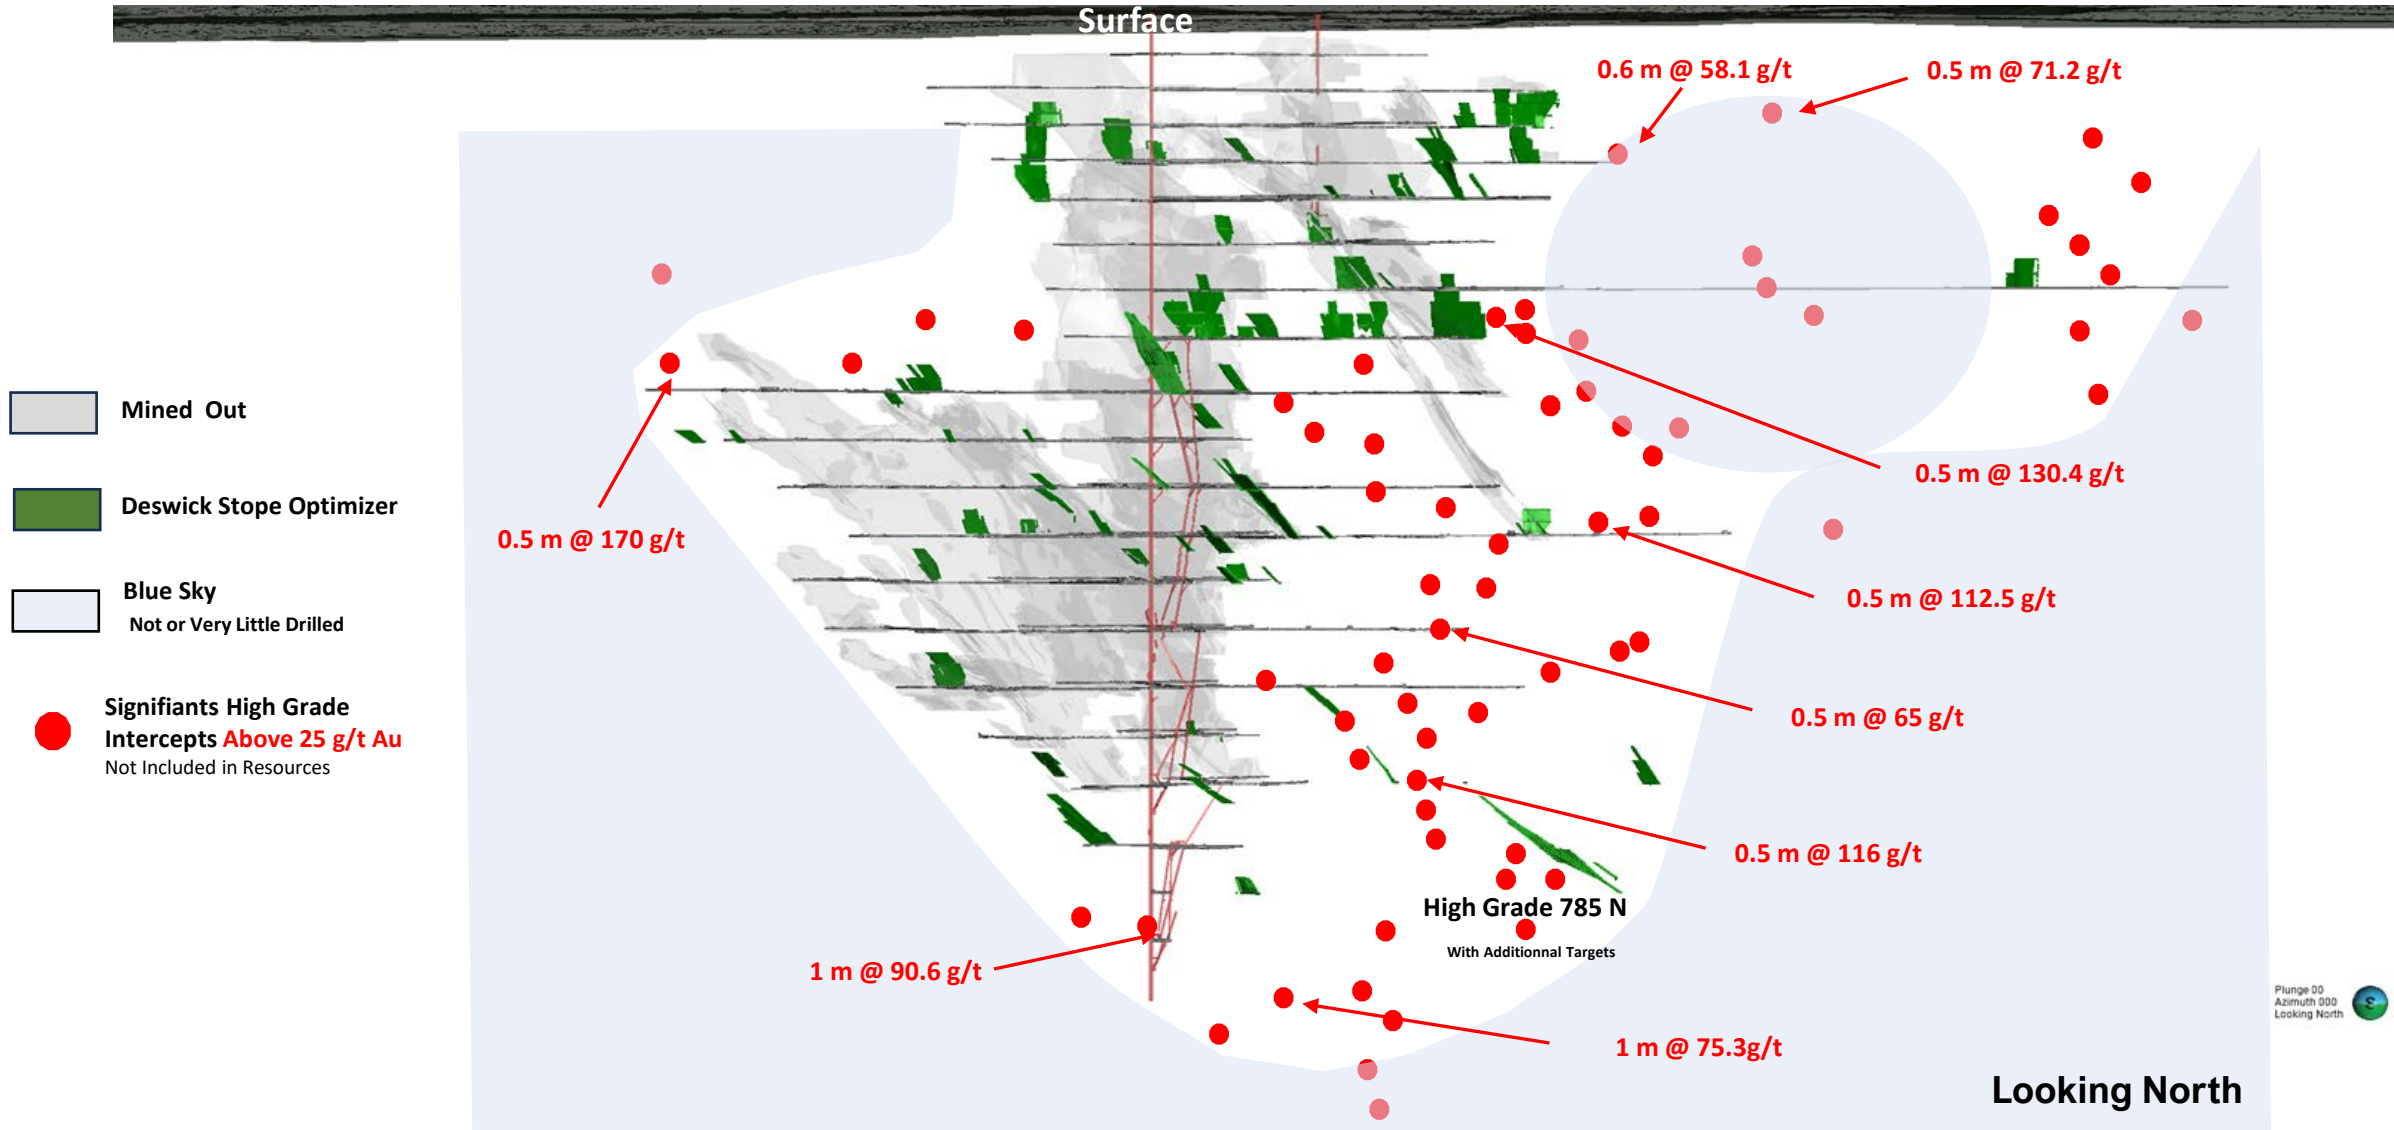 Surface
0.6 m @ 58.1 g/t
0.5 m @ 71.2 g/t
Mined  Out
0.5 m @ 130.4 g/t
Deswick Stope Optimizer
0.5 m @ 170 g/t
Blue Sky
Not or Very Little Drilled
0.5 m @ 112.5 g/t
Signifiants High Grade
Intercepts Above 25 g/t Au
Not Included in Resources
0.5 m @ 65 g/t
0.5 m @ 116 g/t
High Grade 785 N
With Additionnal Targets
1 m @ 90.6 g/t
Plunge 00
Azimuth 000
Looking North
S
1 m @ 75.3g/t
Looking North